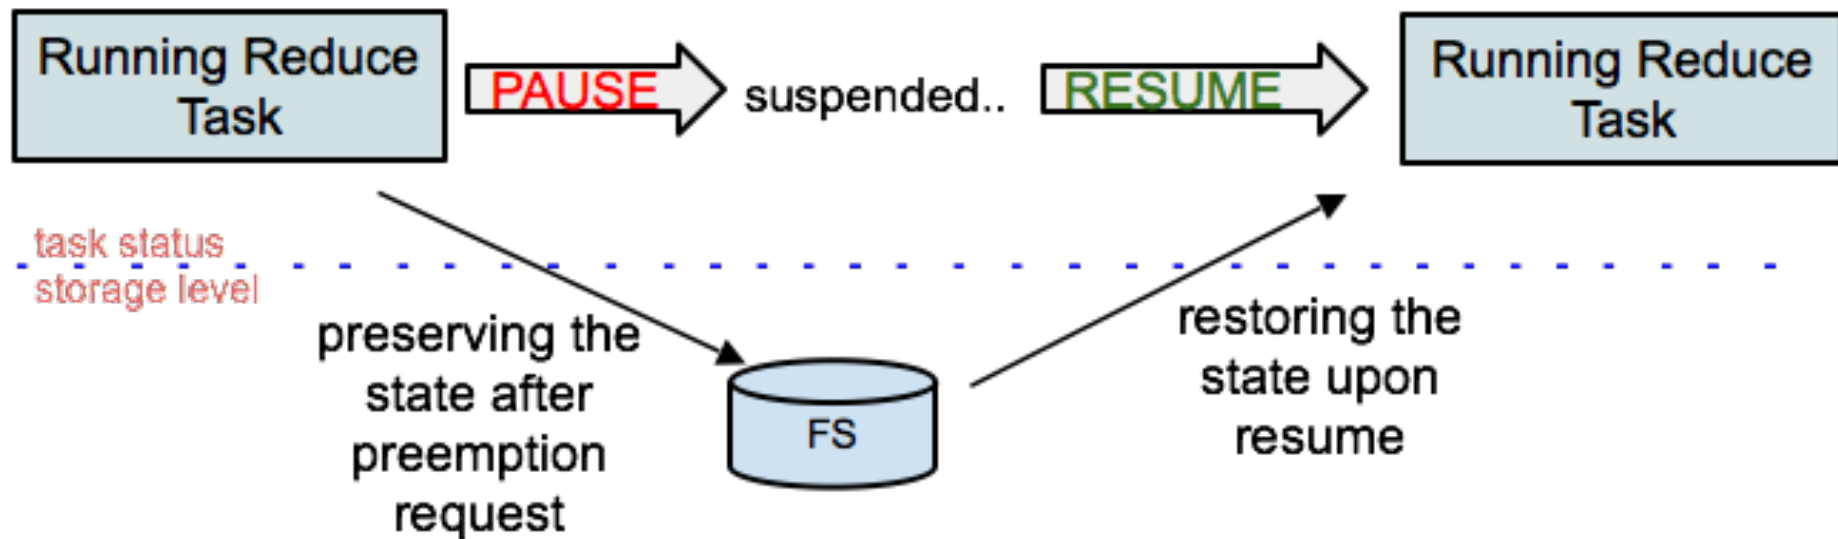 Running Reduce
Task
PAUSE
suspended..
RESUME
Running Reduce
Task
task status
storage level
preserving the
state after
preemption
request
FS
restoring the
state upon
resume